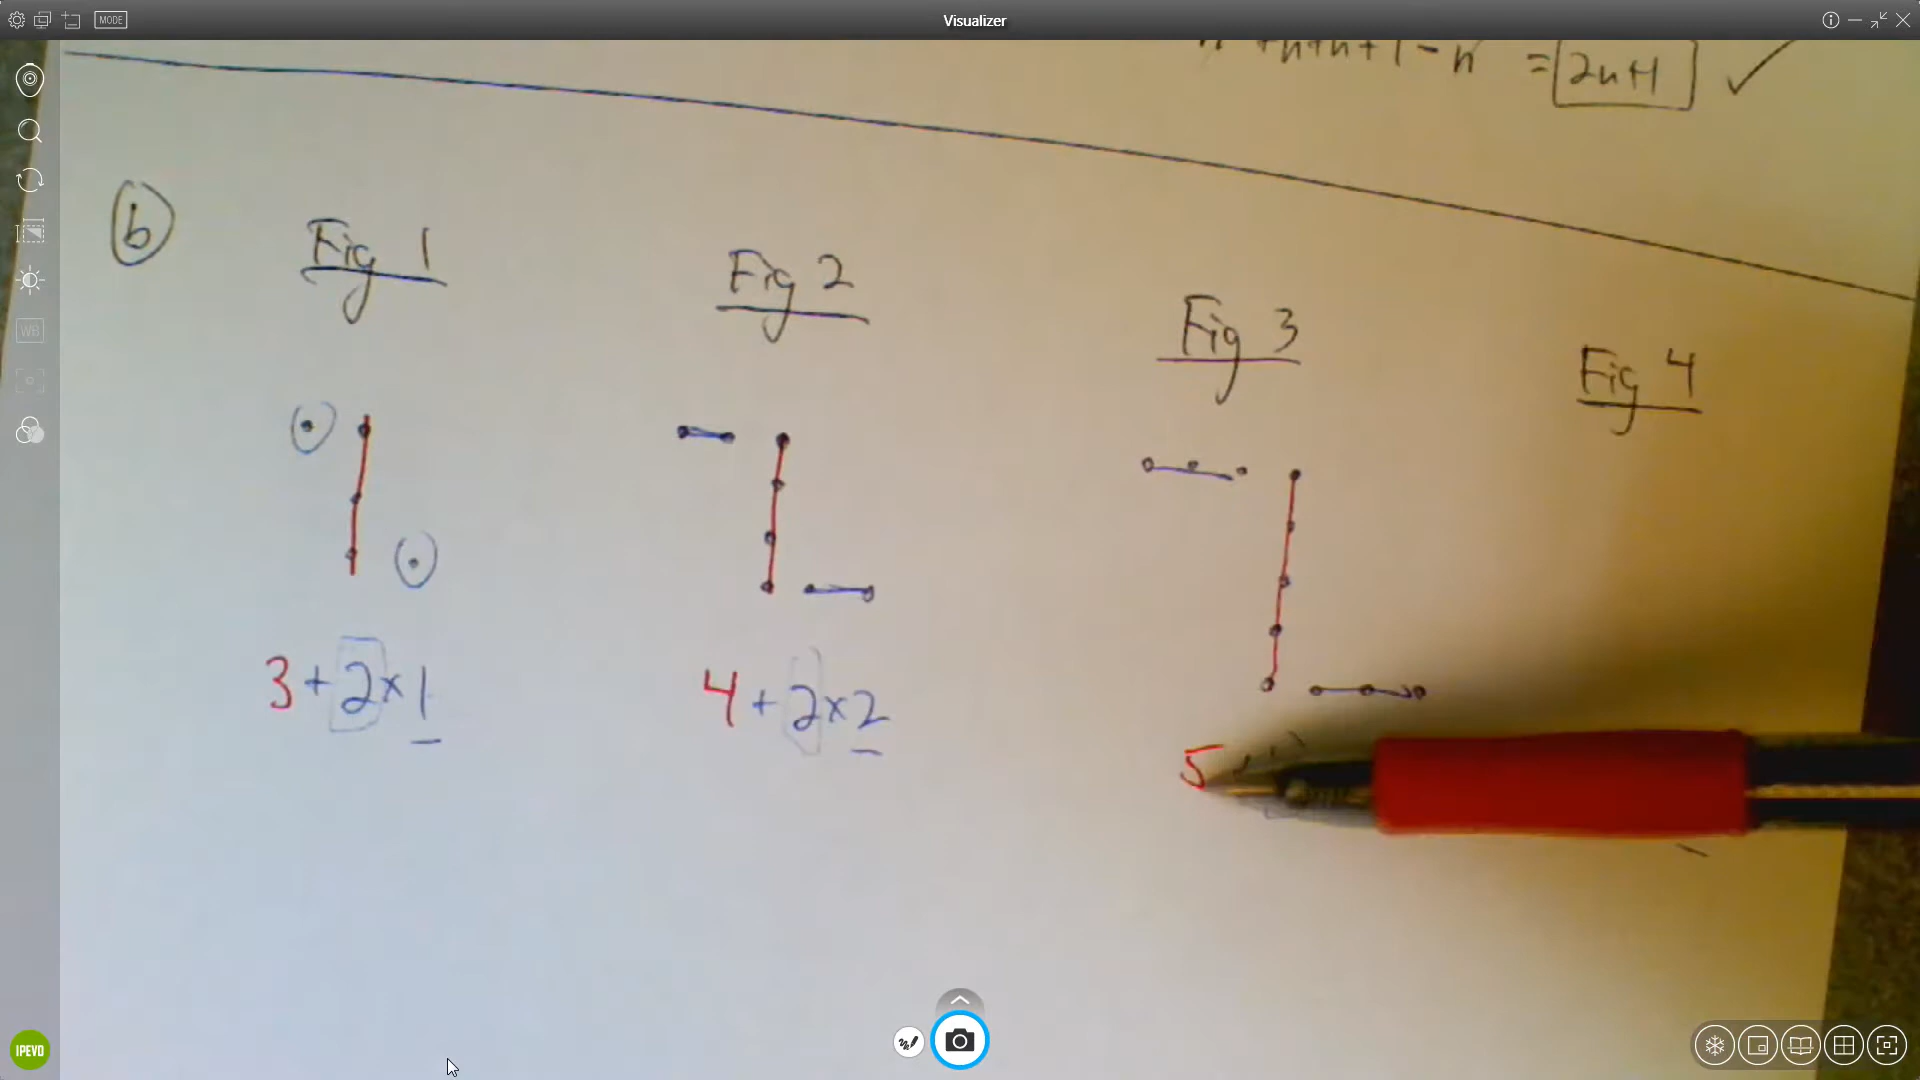 MODE
Visualizer
= 2n+1 ✓
b
Fig 1
Fig 2
Fig 3
Fig 4
3 + 2 × 1
4 + 2 × 2
5
WB
IPEVO